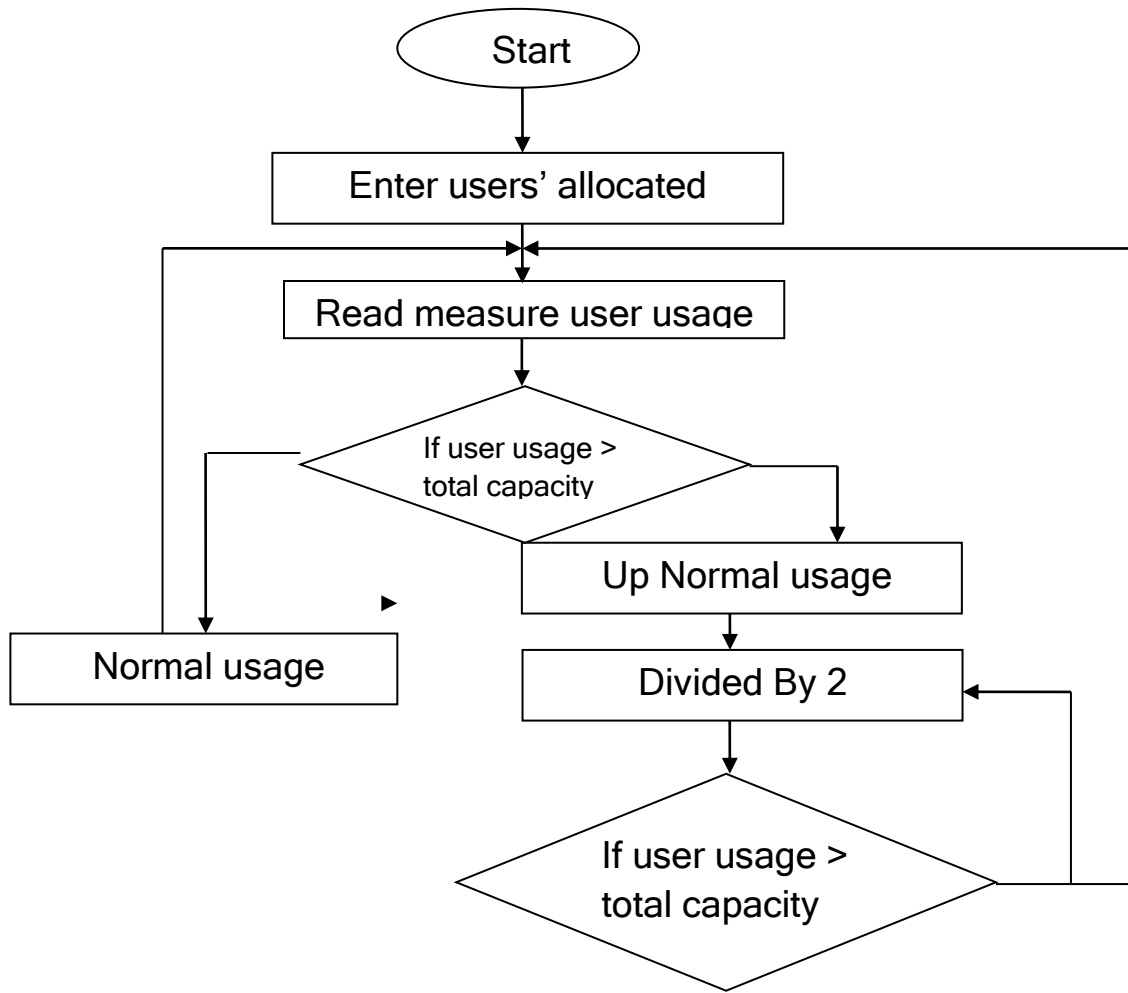 Start
Enter users’ allocated
Read measure user usage
If user usage >
total capacity
Up Normal usage
Normal usage
Divided By 2
If user usage >
total capacity